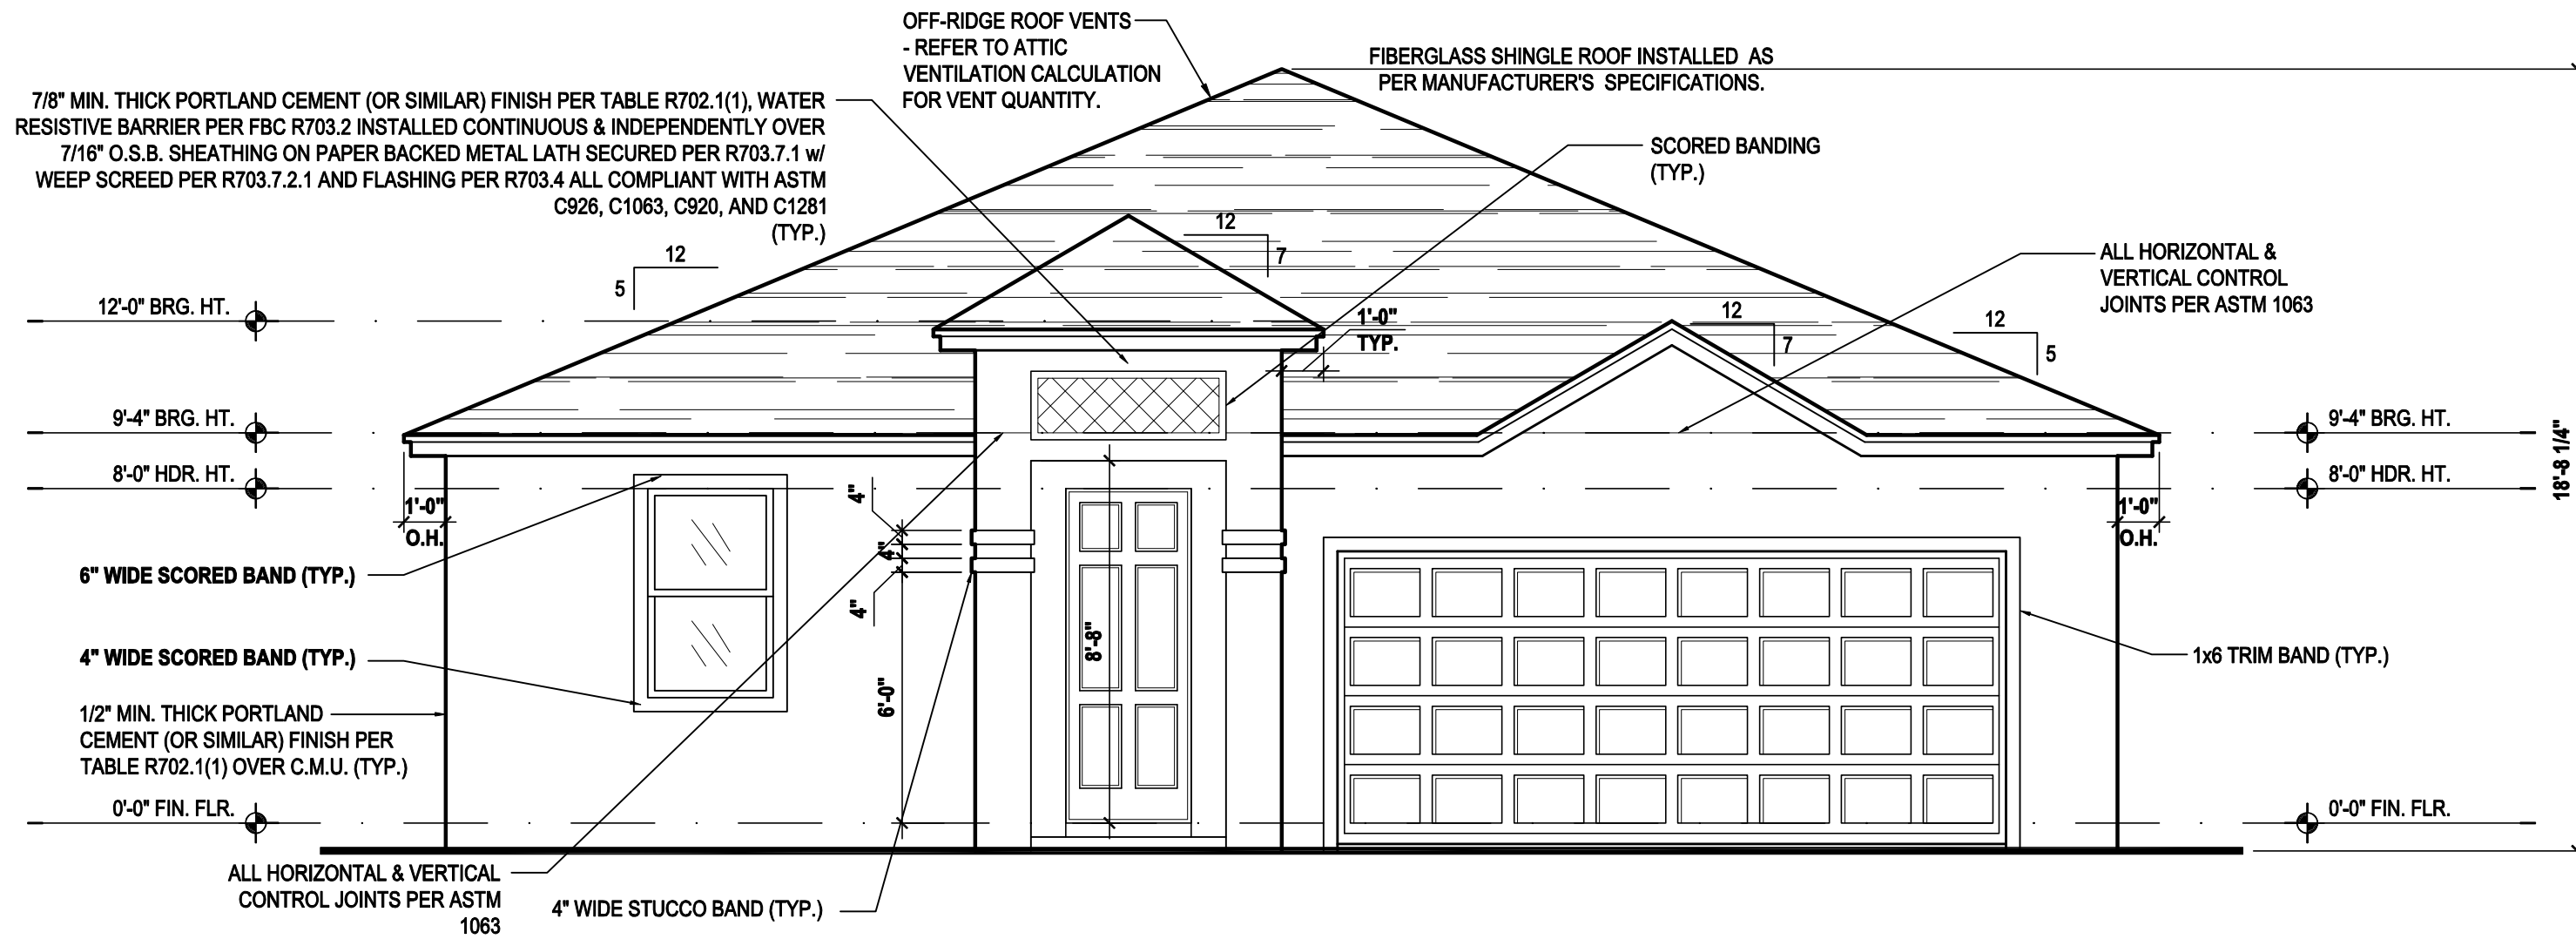 OFF-RIDGE ROOF VENTS
- REFER TO ATTIC
VENTILATION CALCULATION
FOR VENT QUANTITY.
FIBERGLASS SHINGLE ROOF INSTALLED AS
PER MANUFACTURER'S SPECIFICATIONS.
7/8" MIN. THICK PORTLAND CEMENT (OR SIMILAR) FINISH PER TABLE R702.1(1), WATER
RESISTIVE BARRIER PER FBC R703.2 INSTALLED CONTINUOUS & INDEPENDENTLY OVER
7/16" O.S.B. SHEATHING ON PAPER BACKED METAL LATH SECURED PER R703.7.1 w/
WEEP SCREED PER R703.7.2.1 AND FLASHING PER R703.4 ALL COMPLIANT WITH ASTM
C926, C1063, C920, AND C1281
(TYP.)
SCORED BANDING
(TYP.)
12
7
12
5
ALL HORIZONTAL &
VERTICAL CONTROL
JOINTS PER ASTM 1063
12'-0" BRG. HT.
1'-0"
TYP.
12
7
12
5
9'-4" BRG. HT.
9'-4" BRG. HT.
8'-0" HDR. HT.
8'-0" HDR. HT.
18'-8 1/4"
1'-0"
O.H.
4"
4"
4"
1'-0"
O.H.
6" WIDE SCORED BAND (TYP.)
8'-8"
4" WIDE SCORED BAND (TYP.)
1x6 TRIM BAND (TYP.)
6'-0"
1/2" MIN. THICK PORTLAND
CEMENT (OR SIMILAR) FINISH PER
TABLE R702.1(1) OVER C.M.U. (TYP.)
0'-0" FIN. FLR.
0'-0" FIN. FLR.
ALL HORIZONTAL & VERTICAL
CONTROL JOINTS PER ASTM
1063
4" WIDE STUCCO BAND (TYP.)